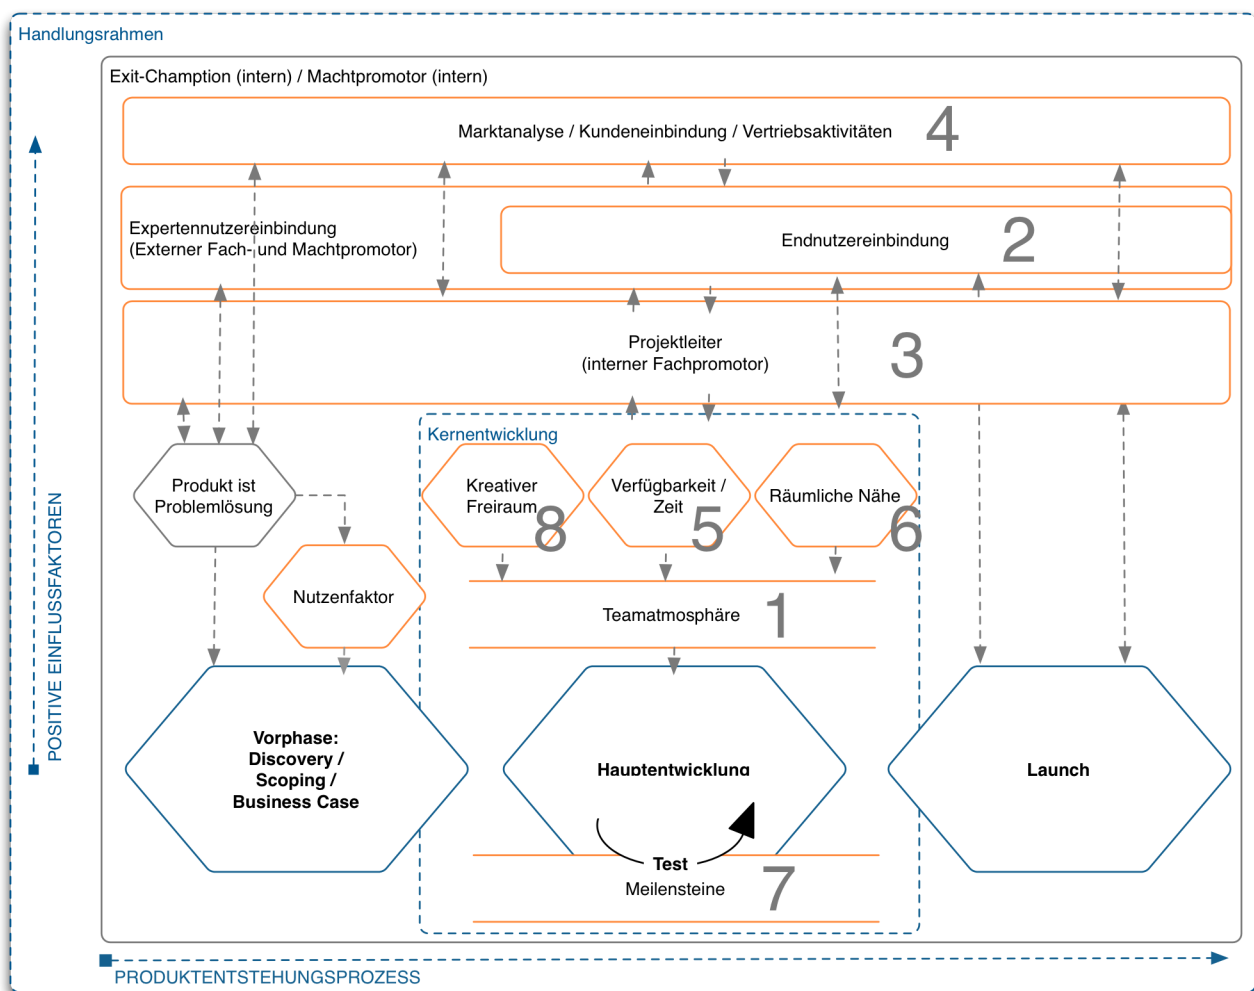 Handlungsrahmen
Exit-Chamption (intern) / Machtpromotor (intern)
Marktanalyse / Kundeneinbindung / Vertriebsaktivitäten
4
Expertennutzereinbindung
(Externer Fach- und Machtpromotor)
Endnutzereinbindung
2
Projektleiter
(interner Fachpromotor)
3
Kernentwicklung
Produkt ist
Problemlösung
Kreativer
Freiraum
8
Verfügbarkeit /
Zeit
5
Räumliche Nähe
6
Nutzenfaktor
Teamatmosphäre
1
Vorphase:
Discovery /
Scoping /
Business Case
Hauptentwicklung
Launch
Test
Meilensteine
7
POSITIVE EINFLUSSFAKTOREN
PRODUKTENTSTEHUNGSPROZESS